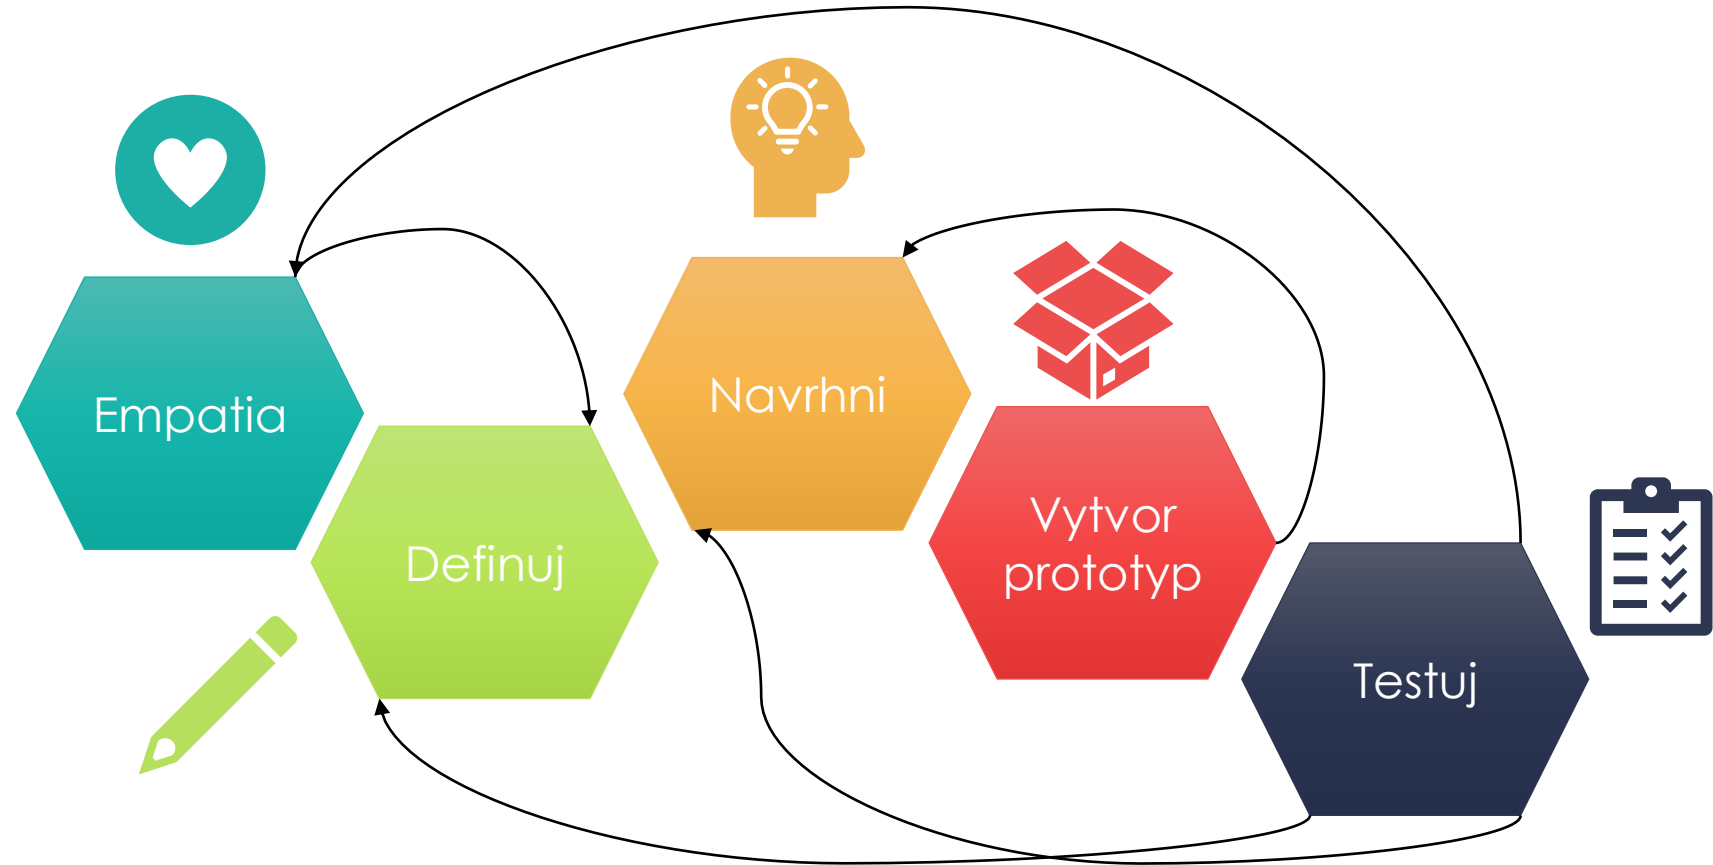 Empatia
Definuj
Navrhni
Vytvor
prototyp
Testuj